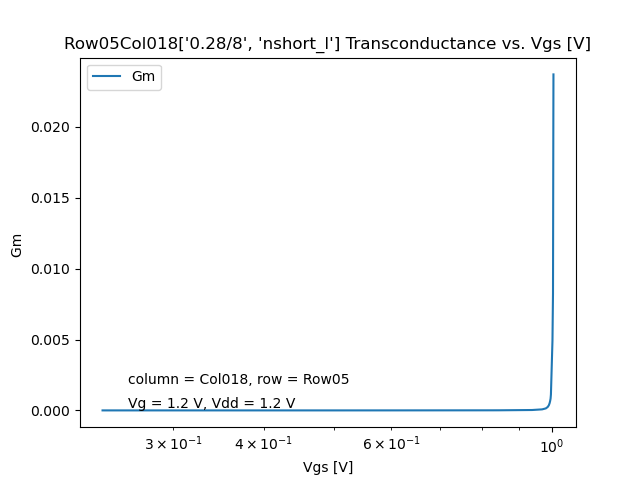 Row05Col018['0.28/8', 'nshort_l'] Transconductance vs. Vgs [V]
Gm
0.020
0.015
0.010
0.005
0.000
Gm
column = Col018, row = Row05
Vg = 1.2 V, Vdd = 1.2 V
3 × 10⁻¹ 4 × 10⁻¹ 6 × 10⁻¹ 10⁰
Vgs [V]